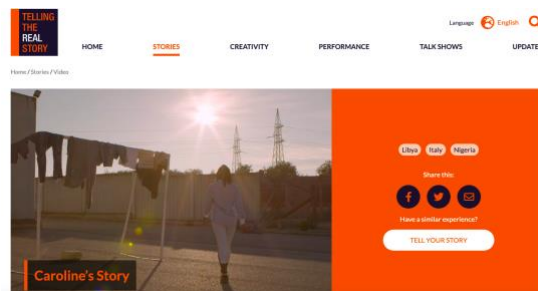 TELLING
THE
REAL
STORY
Language English
HOME STORIES CREATIVITY PERFORMANCE TALK SHOWS UPDATE
Home / Stories / Video
Libya Italy Nigeria
Share this:
Have a similar experience?
TELL YOUR STORY
Caroline's Story